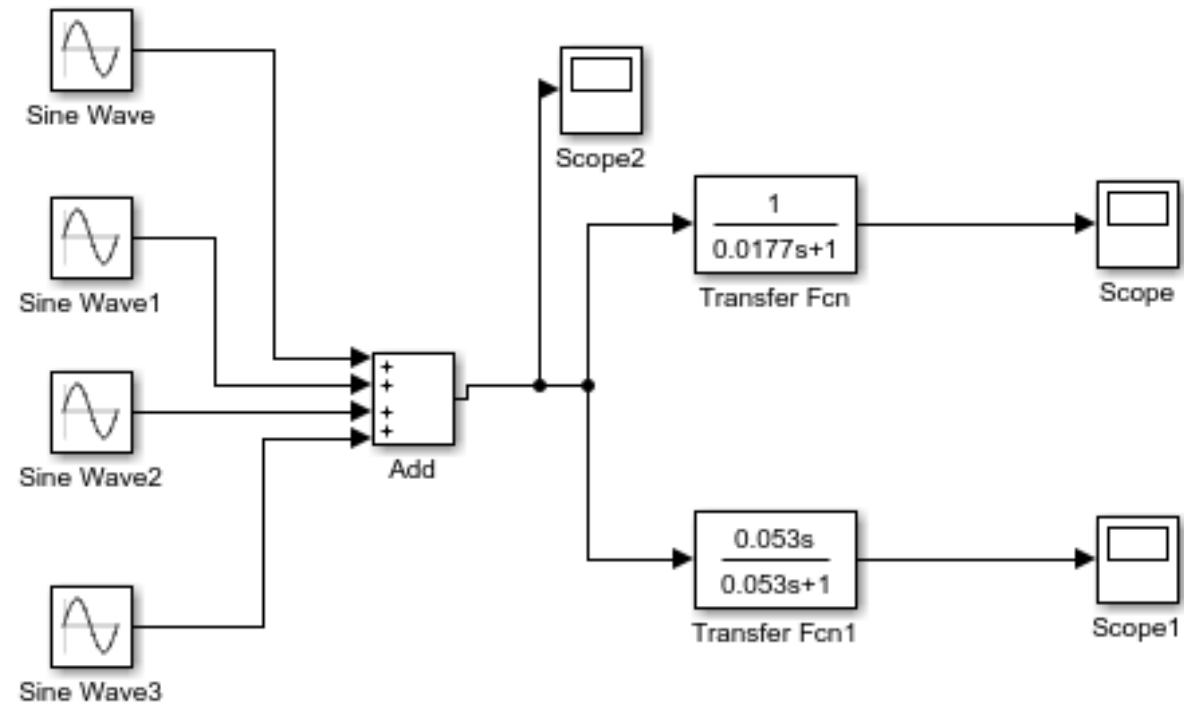 Sine Wave
Scope2
1
0.0177s+1
Transfer Fcn
Scope
Sine Wave1
+
+
+
+
Add
Sine Wave2
0.053s
0.053s+1
Transfer Fcn1
Scope1
Sine Wave3